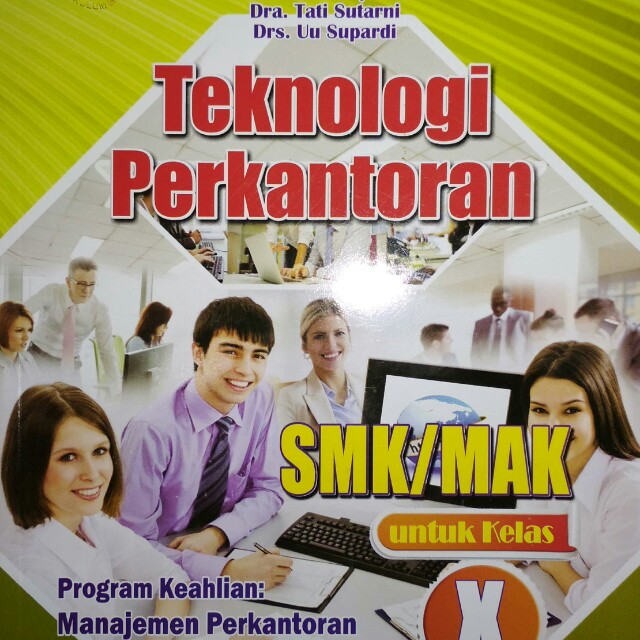 Dra. Tati Sutarni
Drs. Uu Supardi
Teknologi
Perkantoran
SMK/MAK
untuk Kelas
X
Program Keahlian:
Manajemen Perkantoran